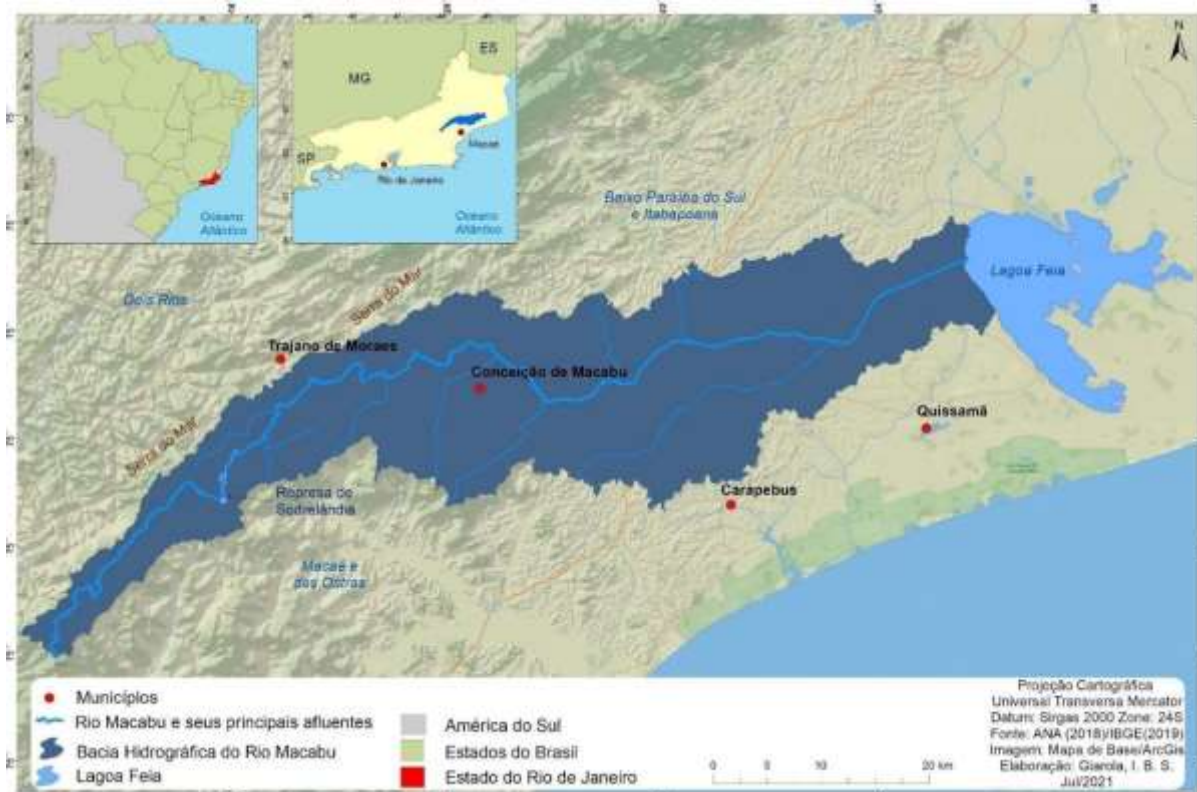 N
ES
MG
SP
Macaé
Rio de Janeiro
Oceano
Atlântico
Oceano
Atlântico
Baixo Paraíba do Sul
e Itabapoana
Lagoa Feia
Dois Rios
Serra do Mar
Trajano de Moraes
Conceição de Macabu
Quissamã
Serra do Mar
Represa de
Sodrelândia
Carapebus
Macaé e
das Ostras
Municípios
Rio Macabu e seus principais afluentes
Bacia Hidrográfica do Rio Macabu
Lagoa Feia
América do Sul
Estados do Brasil
Estado do Rio de Janeiro
0 5 10 20 km
Projeção Cartográfica
Universal Transversa Mercator
Datum: Sirgas 2000 Zone: 24S
Fonte: ANA (2018)/IBGE(2019)
Imagem: Mapa de Base/ArcGis
Elaboração: Giarola, I. B. S.
Jul/2021